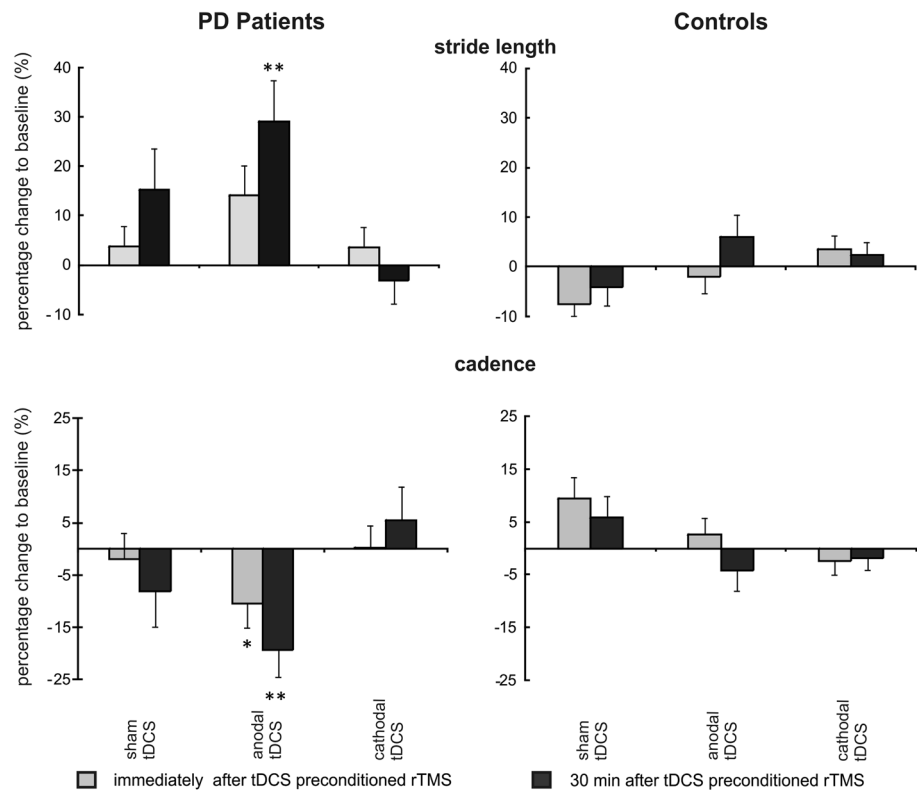 PD Patients
Controls
stride length
percentage change to baseline (%)
40
30
20
10
0
- 10
**
40
30
20
10
0
-10
cadence
percentage change to baseline (%)
25
15
5
-5
-15
-25
*
**
25
15
5
-5
-15
-25
sham
tDCS
anodal
tDCS
cathodal
tDCS
sham
tDCS
anodal
tDCS
cathodal
tDCS
immediately after tDCS preconditioned rTMS
30 min after tDCS preconditioned rTMS